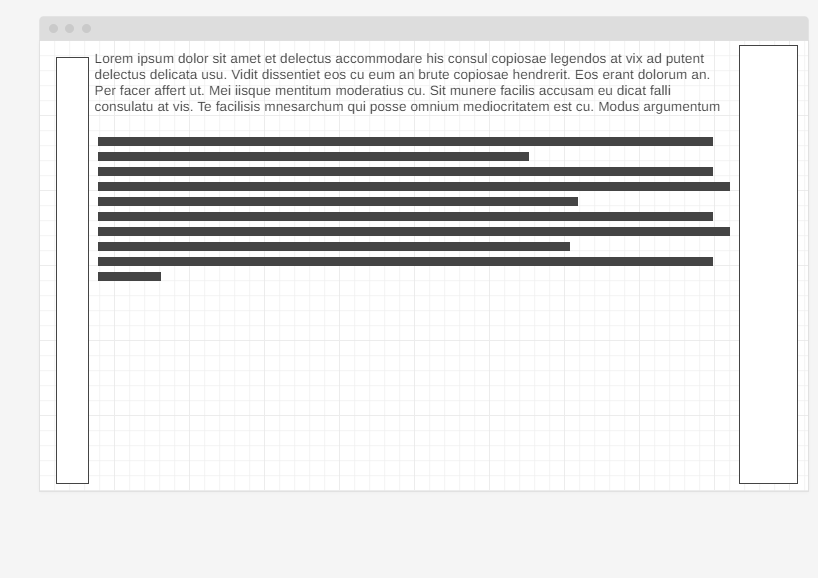 Lorem ipsum dolor sit amet et delectus accommodare his consul copiosae legendos at vix ad putent
delectus delicata usu. Vidit dissentiet eos cu eum an brute copiosae hendrerit. Eos erant dolorum an.
Per facer affert ut. Mei iisque mentitum moderatius cu. Sit munere facilis accusam eu dicat falli
consulatu at vis. Te facilisis mnesarchum qui posse omnium mediocritatem est cu. Modus argumentum